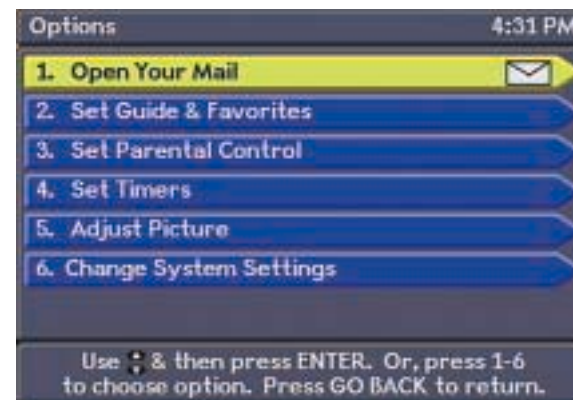 Options 4:31 PM
1. Open Your Mail
2. Set Guide & Favorites
3. Set Parental Control
4. Set Timers
5. Adjust Picture
6. Change System Settings
Use & then press ENTER. Or, press 1-6
to choose option. Press GO BACK to return.